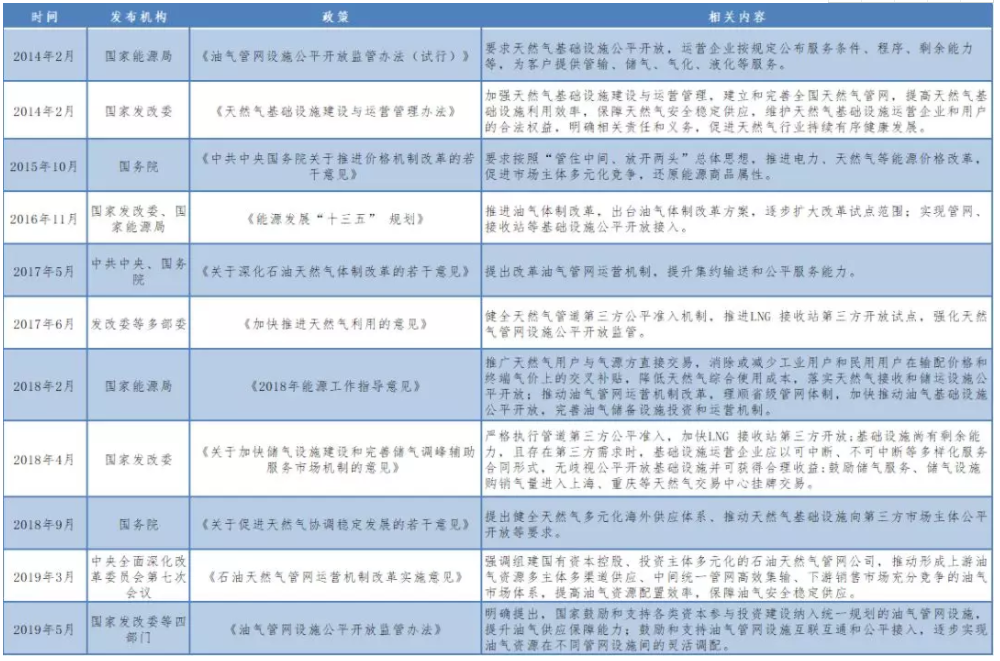 时间 发布机构 政策 相关内容
2014年2月 国家能源局 《油气管网设施公平开放监管办法（试行）》 要求天然气基础设施公平开放，运营企业按规定公布服务条件、程序、剩余能力
等，为客户提供管输、储气、气化、液化等服务。
2014年2月 国家发改委 《天然气基础设施建设与运营管理办法》 加强天然气基础设施建设与运营管理，建立和完善全国天然气管网，提高天然气基
础设施利用效率，保障天然气安全稳定供应，维护天然气基础设施运营企业和用户
的合法权益，明确相关责任和义务，促进天然气行业持续有序健康发展。
2015年10月 国务院 《中共中央国务院关于推进价格机制改革的若
干意见》 要求按照“管住中间、放开两头”总体思想，推进电力、天然气等能源价格改革，
促进市场主体多元化竞争，还原能源商品属性。
2016年11月 国家发改委、国
家能源局 《能源发展“十三五” 规划》 推进油气体制改革，出台油气体制改革方案，逐步扩大改革试点范围；实现管网、
接收站等基础设施公平开放接入。
2017年5月 中共中央、国务
院 《关于深化石油天然气体制改革的若干意见》 提出改革油气管网运营机制，提升集约输送和公平服务能力。
2017年6月 发改委等多部委 《加快推进天然气利用的意见》 健全天然气管道第三方公平准入机制，推进LNG 接收站第三方开放试点，强化天然
气管网设施公平开放监管。
2018年2月 国家能源局 《2018年能源工作指导意见》 推广天然气用户与气源方直接交易，消除或减少工业用户和民用用户在输配价格和
终端气价上的交叉补贴，降低天然气综合使用成本，落实天然气接收和储运设施公
平开放；推动油气管网运营机制改革，理顺省级管网体制，加快推动油气基础设施
公平开放，完善油气储备设施投资和运营机制。
2018年4月 国家发改委 《关于加快储气设施建设和完善储气调峰辅助
服务市场机制的意见》 严格执行管道第三方公平准入，加快LNG 接收站第三方开放;基础设施尚有剩余能
力，且存在第三方需求时，基础设施运营企业应以可中断、不可中断等多样化服务
合同形式，无歧视公平开放基础设施并可获得合理收益;鼓励储气服务、储气设施
购销气量进入上海、重庆等天然气交易中心挂牌交易。
2018年9月 国务院 《关于促进天然气协调稳定发展的若干意见》 提出健全天然气多元化海外供应体系、推动天然气基础设施向第三方市场主体公平
开放等要求。
2019年3月 中央全面深化改
革委员会第七次
会议 《石油天然气管网运营机制改革实施意见》 强调组建国有资本控股、投资主体多元化的石油天然气管网公司，推动形成上游油
气资源多主体多渠道供应、中间统一管网高效集输、下游销售市场充分竞争的油气
市场体系，提高油气资源配置效率，保障油气安全稳定供应。
2019年5月 国家发改委等四
部门 《油气管网设施公平开放监管办法》 明确提出，国家鼓励和支持各类资本参与投资建设纳入统一规划的油气管网设施，
提升油气供应保障能力；鼓励和支持油气管网设施互联互通和公平接入，逐步实现
油气资源在不同管网设施间的灵活调配。